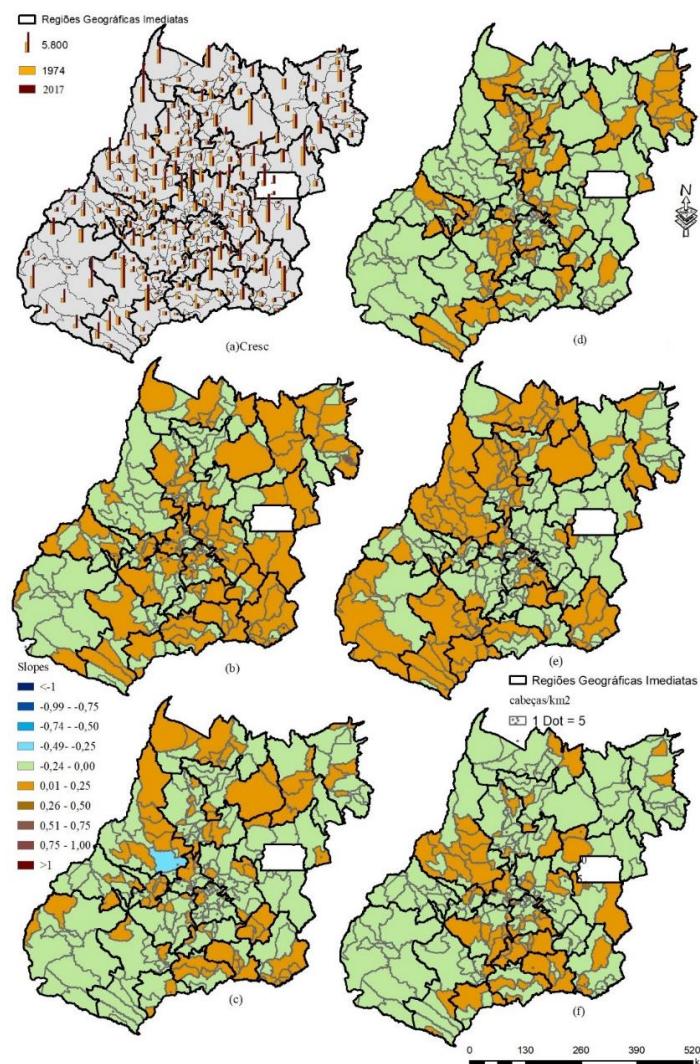 Regiões Geográficas Imediatas
5.800
1974
2017
(a)Cresc
N
(d)
(b)
(e)
Slopes
<-1
-0,99 - -0,75
-0,74 - -0,50
-0,49- -0,25
-0,24 - 0,00
0,01 - 0,25
0,26 - 0,50
0,51 - 0,75
0,75 - 1,00
>1
Regiões Geográficas Imediatas
cabeças/km2
1 Dot = 5
(c)
(f)
0 130 260 390 520